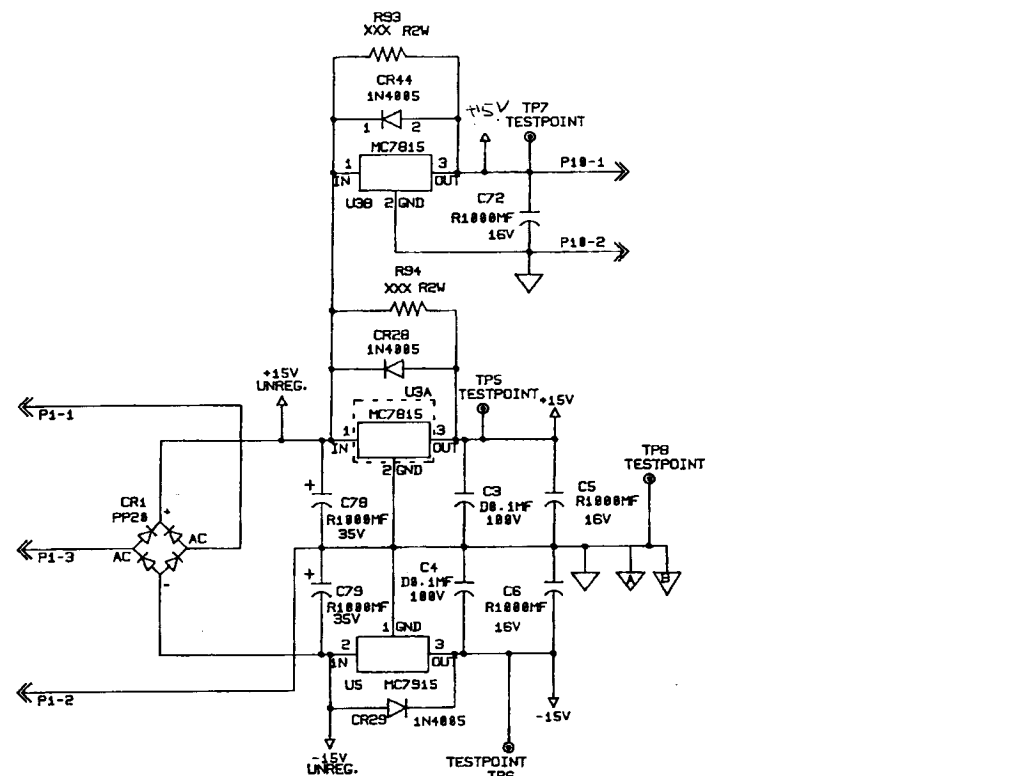 R93
XXX R2W
CR44
1N4005
1 2
+15V
TP7
TESTPOINT
MC7815
1 3
IN OUT
P10-1
U3B 2 GND
C72
R1000MF
16V
P10-2
R94
XXX R2W
CR28
1N4005
+15V
UNREG.
U3A
TP5
TESTPOINT
+15V
P1-1
MC7815
1 3
IN OUT
2 GND
TP8
TESTPOINT
CR1
PP20
+
AC
AC
-
+
C78
R1000MF
35V
C3
D0.1MF
100V
C5
R1000MF
16V
P1-3
+
C79
R1000MF
35V
C4
D0.1MF
100V
C6
R1000MF
16V
A
B
1 GND
2 3
IN OUT
U5 MC7915
P1-2
CR29 1N4005
-15V
-15V
UNREG.
TESTPOINT